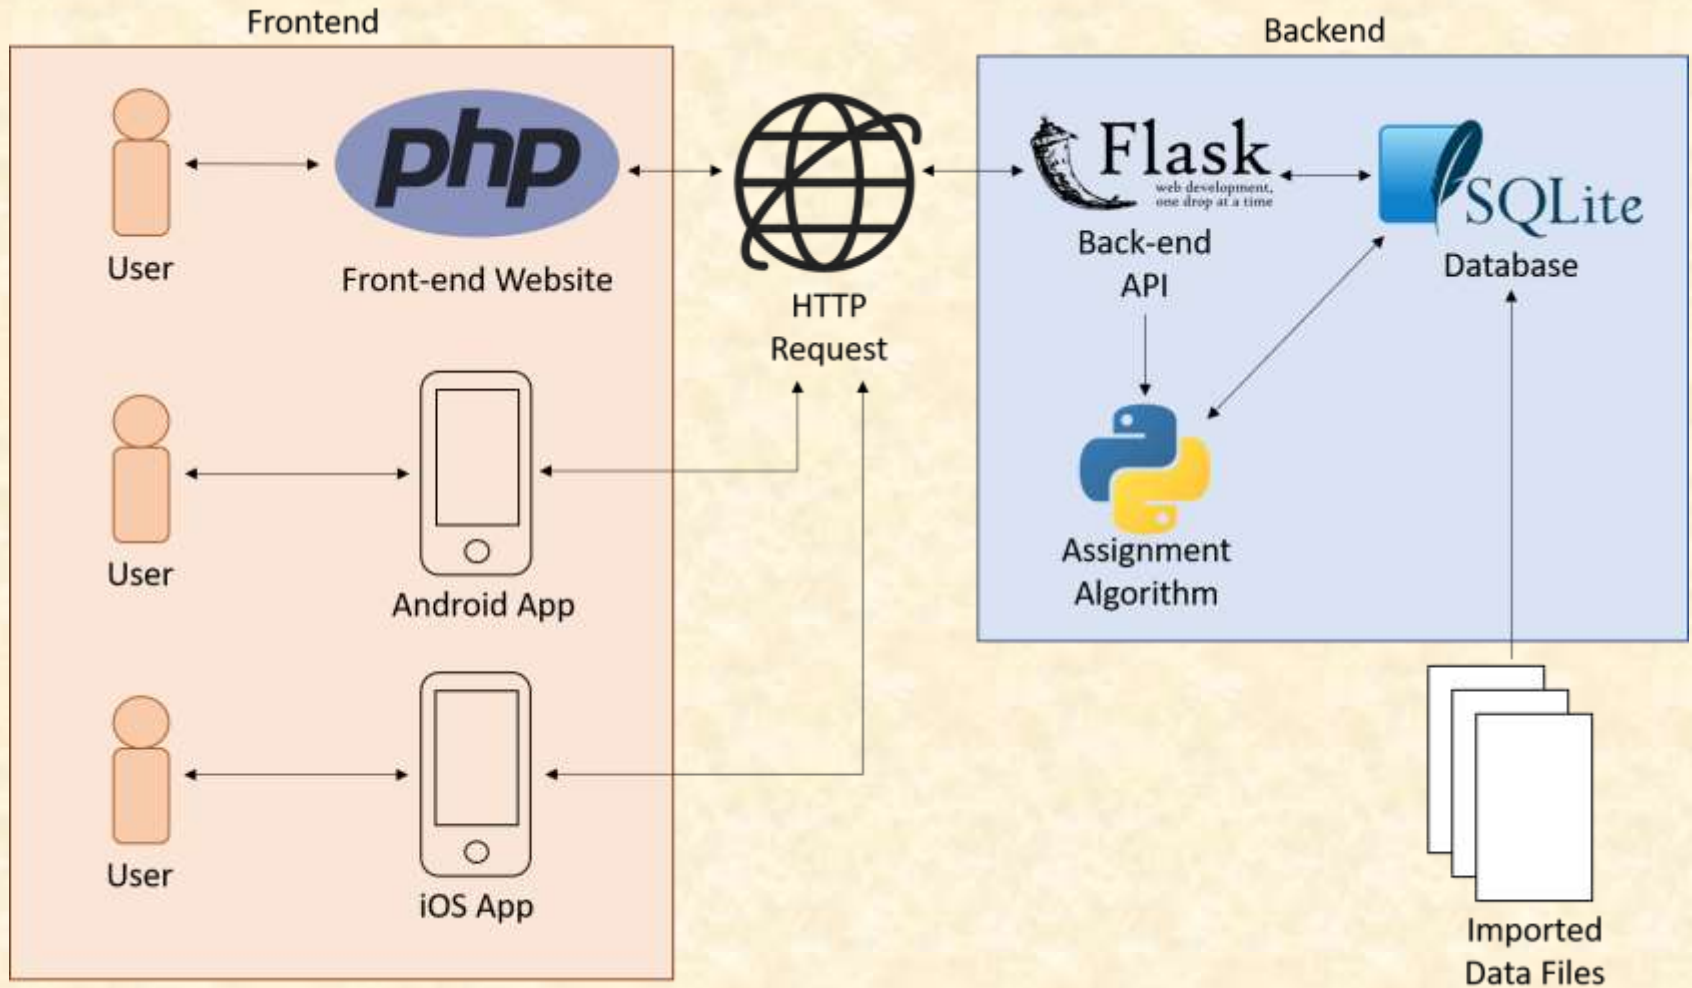 Frontend
Backend
php
Flask
web development,
one drop at a time
SQLite
User
Front-end Website
HTTP
Request
Back-end
API
Database
User
Android App
Assignment
Algorithm
User
iOS App
Imported
Data Files